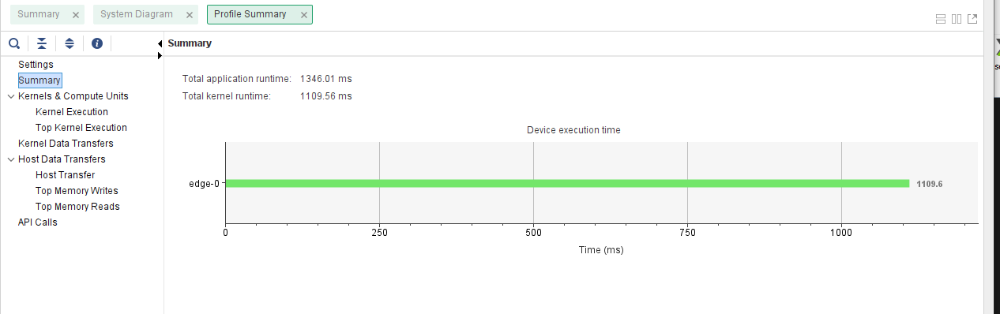 Summary
System Diagram
Profile Summary
Summary
Settings
Summary
Kernels & Compute Units
Kernel Execution
Top Kernel Execution
Kernel Data Transfers
Host Data Transfers
Host Transfer
Top Memory Writes
Top Memory Reads
API Calls
Total application runtime: 1346.01 ms
Total kernel runtime: 1109.56 ms
Device execution time
edge-0
1109.6
0 250 500 750 1000
Time (ms)